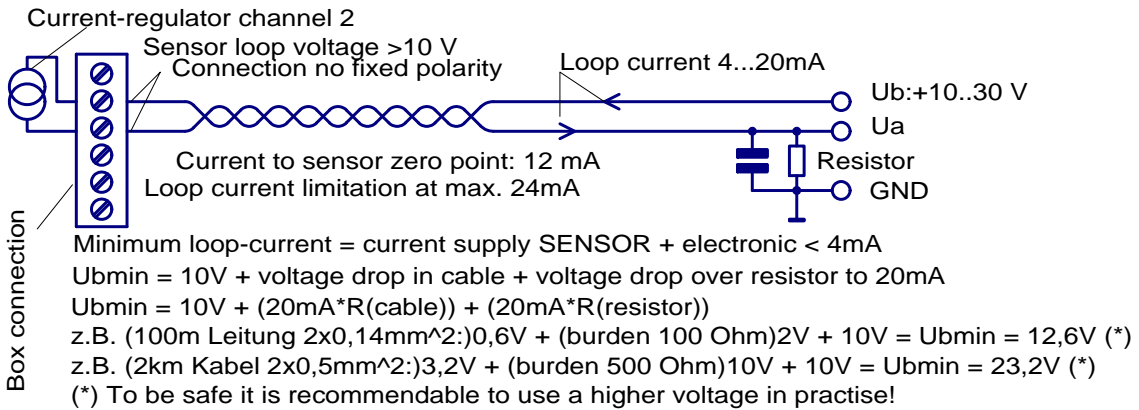 Current-regulator channel 2
Sensor loop voltage >10 V
Connection no fixed polarity
Loop current 4...20mA
Ub:+10..30 V
Ua
Current to sensor zero point: 12 mA
Resistor
Loop current limitation at max. 24mA
GND
Box connection
Minimum loop-current = current supply SENSOR + electronic < 4mA
Ubmin = 10V + voltage drop in cable + voltage drop over resistor to 20mA
Ubmin = 10V + (20mA*R(cable)) + (20mA*R(resistor))
z.B. (100m Leitung 2x0,14mm^2:)0,6V + (burden 100 Ohm)2V + 10V = Ubmin = 12,6V (*)
z.B. (2km Kabel 2x0,5mm^2:)3,2V + (burden 500 Ohm)10V + 10V = Ubmin = 23,2V (*)
(*) To be safe it is recommendable to use a higher voltage in practise!